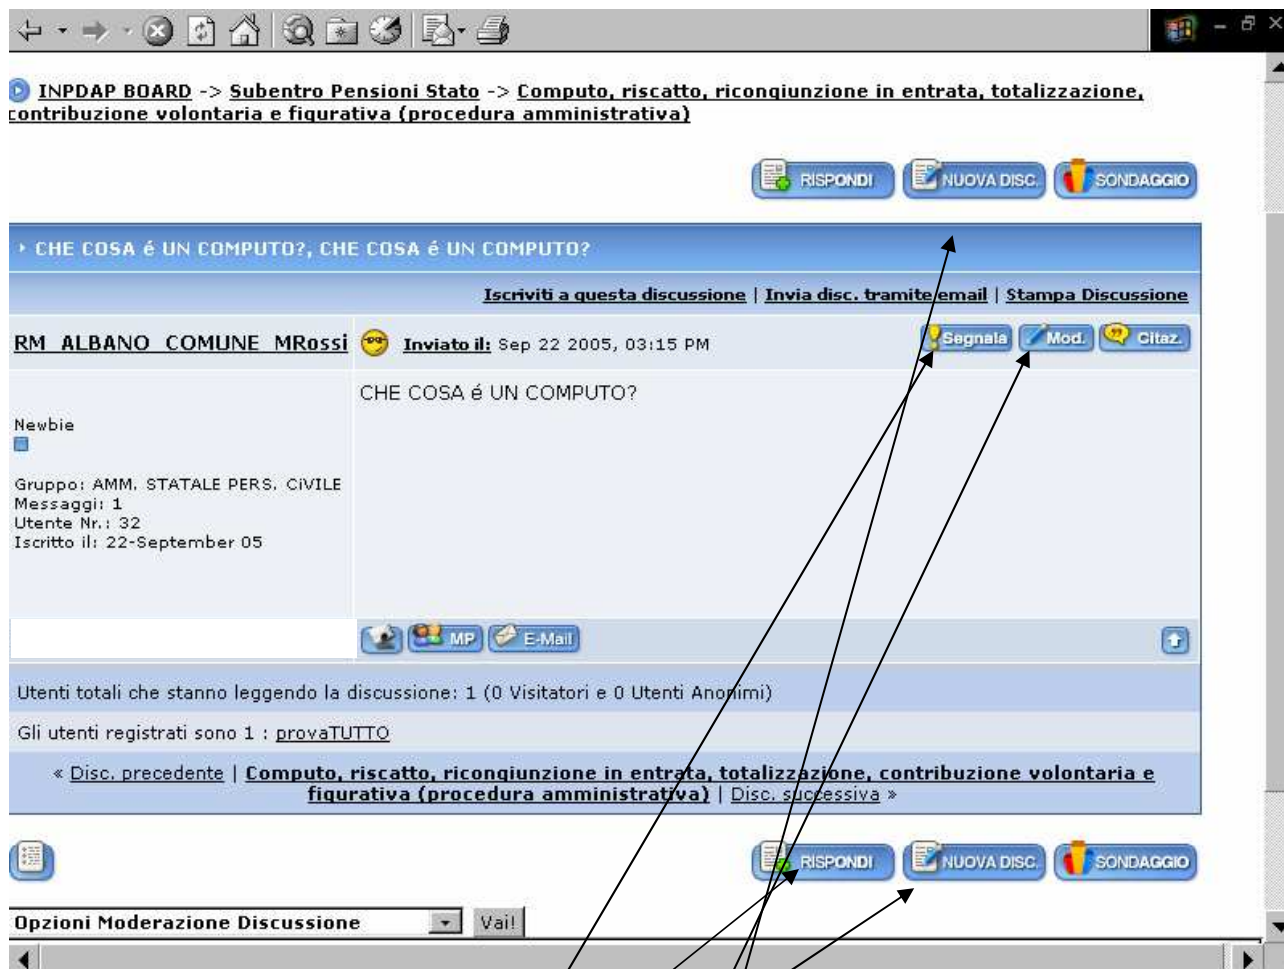 INPDAP BOARD -> Subentro Pensioni Stato -> Computo, riscatto, ricongiunzione in entrata, totalizzazione,
contribuzione volontaria e figurativa (procedura amministrativa)
RISPONDI NUOVA DISC. SONDAGGIO
CHE COSA é UN COMPUTO?, CHE COSA é UN COMPUTO?
Iscriviti a questa discussione | Invia disc. tramite email | Stampa Discussione
RM_ALBANO_COMUNE_MRossi Inviato il: Sep 22 2005, 03:15 PM Segnala Mod. Citaz.
CHE COSA é UN COMPUTO?
Newbie
Gruppo: AMM. STATALE PERS. CiVILE
Messaggi: 1
Utente Nr.: 32
Iscritto il: 22-September 05
MP E-Mail
Utenti totali che stanno leggendo la discussione: 1 (0 Visitatori e 0 Utenti Anonimi)
Gli utenti registrati sono 1 : provaTUTTO
« Disc. precedente | Computo, riscatto, ricongiunzione in entrata, totalizzazione, contribuzione volontaria e
figurativa (procedura amministrativa) | Disc. successiva »
RISPONDI NUOVA DISC. SONDAGGIO
Opzioni Moderazione Discussione Vai!